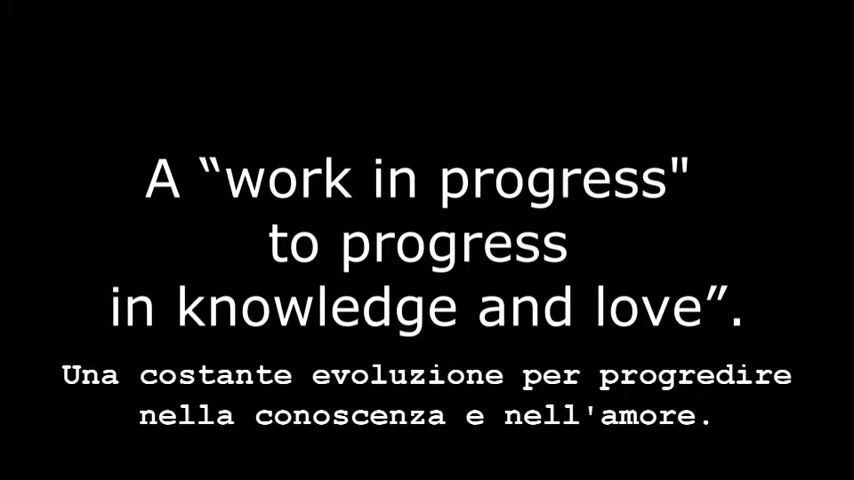 A “work in progress"
to progress
in knowledge and love”.
Una costante evoluzione per progredire
nella conoscenza e nell'amore.